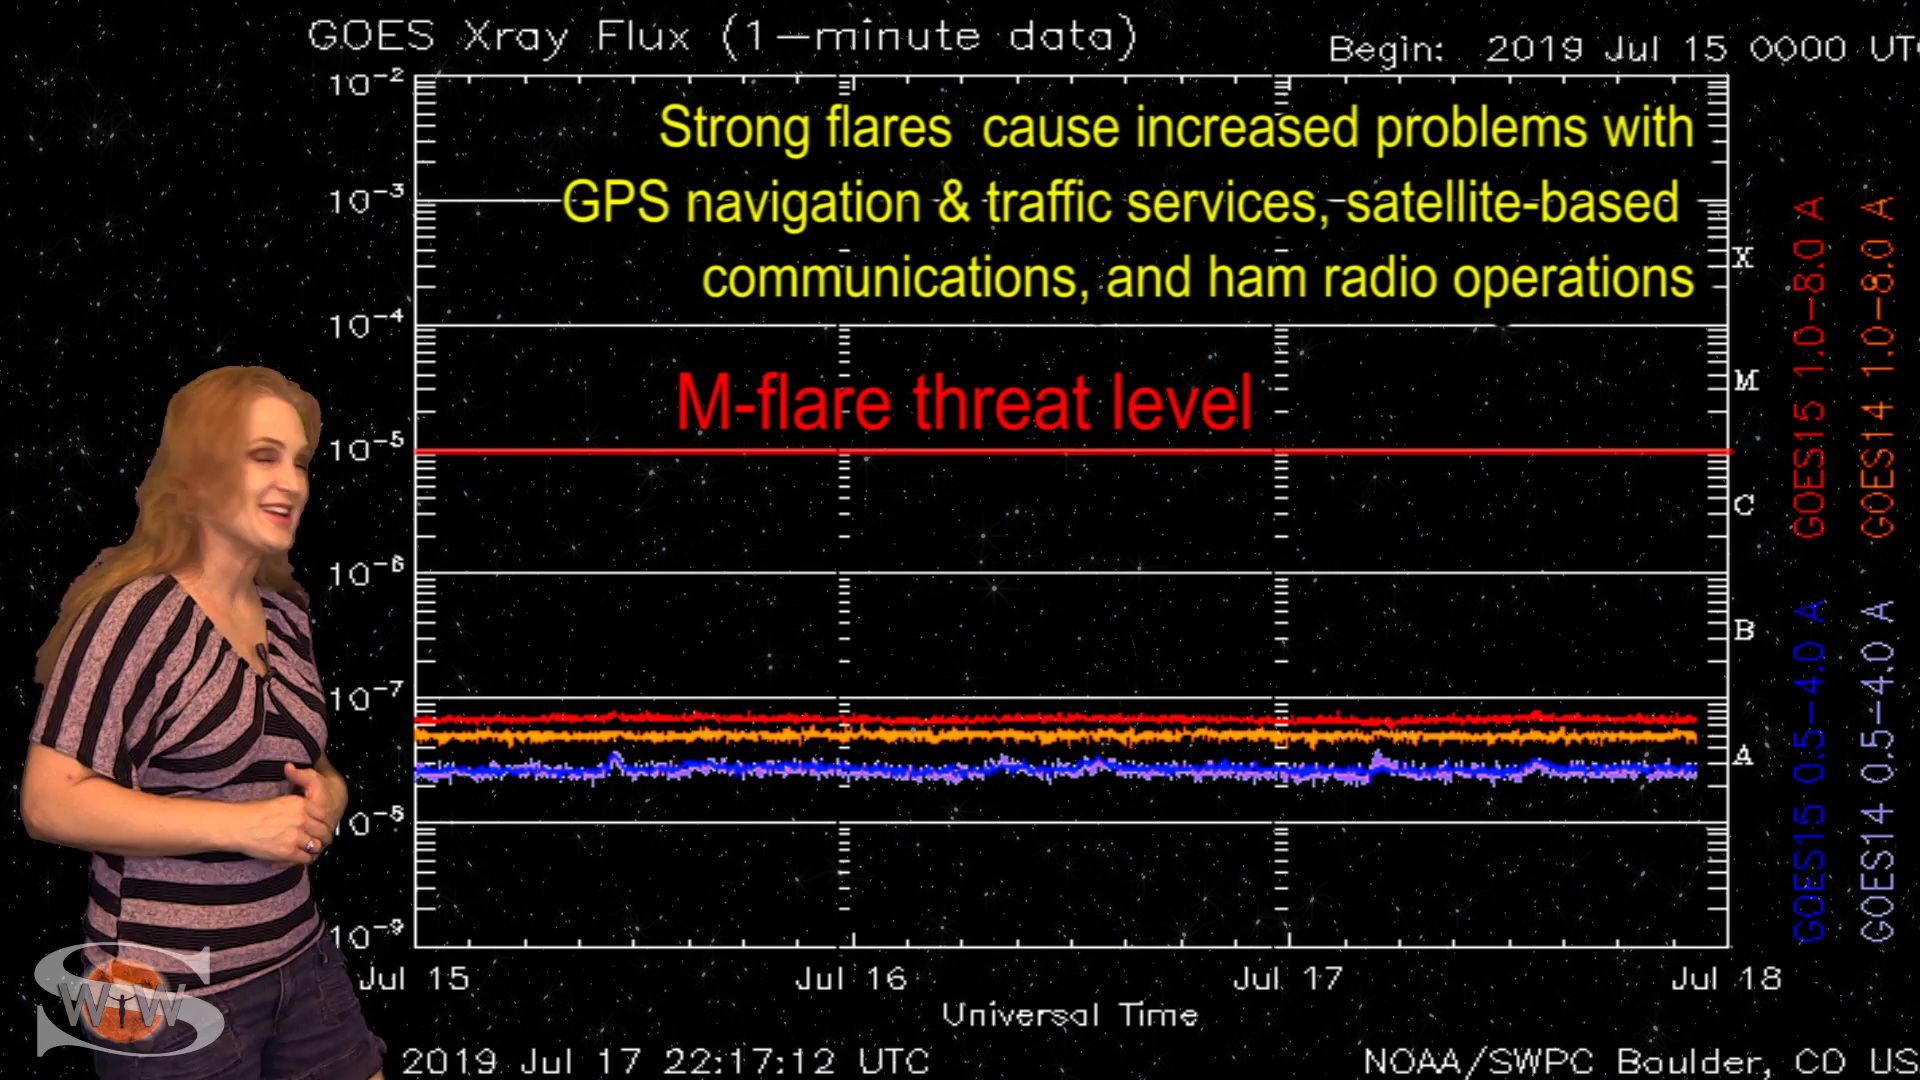 GOES Xray Flux (1-minute data)
Begin: 2019 Jul 15 0000 UTC
10-2
10-3
10-4
10-5
10-6
10-7
10-8
10-9
Strong flares cause increased problems with
GPS navigation & traffic services, satellite-based
communications, and ham radio operations
M-flare threat level
X
M
C
B
A
GOES15 1.0-8.0 A
GOES14 1.0-8.0 A
GOES15 0.5-4.0 A
GOES14 0.5-4.0 A
Jul 15
Jul 16
Jul 17
Jul 18
Universal Time
2019 Jul 17 22:17:12 UTC
NOAA/SWPC Boulder, CO US
S
WTW